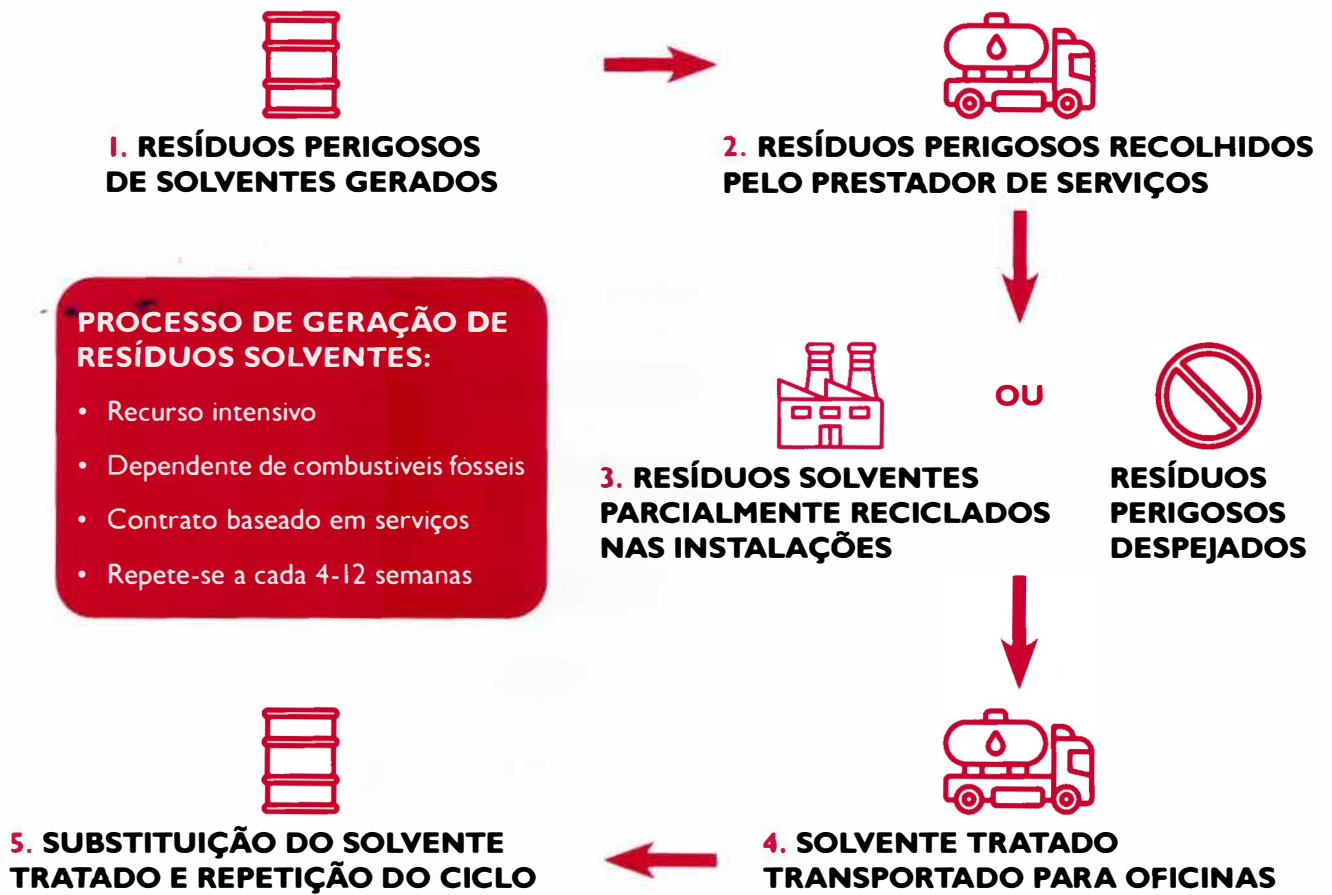 1. RESÍDUOS PERIGOSOS
DE SOLVENTES GERADOS
2. RESÍDUOS PERIGOSOS RECOLHIDOS
PELO PRESTADOR DE SERVIÇOS
PROCESSO DE GERAÇÃO DE
RESÍDUOS SOLVENTES:
• Recurso intensivo
• Dependente de combustiveis fosseis
• Contrato baseado em serviços
• Repete-se a cada 4-12 semanas
OU
3. RESÍDUOS SOLVENTES
PARCIALMENTE RECICLADOS
NAS INSTALAÇÕES
RESÍDUOS
PERIGOSOS
DESPEJADOS
4. SOLVENTE TRATADO
TRANSPORTADO PARA OFICINAS
5. SUBSTITUIÇÃO DO SOLVENTE
TRATADO E REPETIÇÃO DO CICLO